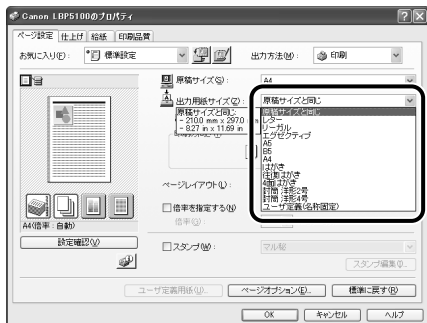 Canon LBP5100のプロパティ
ページ設定 仕上げ 給紙 印刷品質
お気に入り(F): 標準設定 出力方法(M): 印刷
原稿サイズ(S): A4
出力用紙サイズ(Z): 原稿サイズと同じ
原稿サイズと同じ
- 210.0 mm x 297.0
- 8.27 in x 11.69 in
原稿サイズと同じ
レター
リーガル
エグゼクティブ
A5
B5
A4
はがき
往復はがき
4面はがき
封筒 洋形2号
封筒 洋形4号
ユーザ定義(名称固定)
ページレイアウト(L):
倍率を指定する(N)
倍率(G):
A4(倍率: 自動)
設定確認(V)
スタンプ(W): マル秘
スタンプ編集(I)...
ユーザ定義用紙(U)... ページオプション(E)... 標準に戻す(R)
OK キャンセル ヘルプ